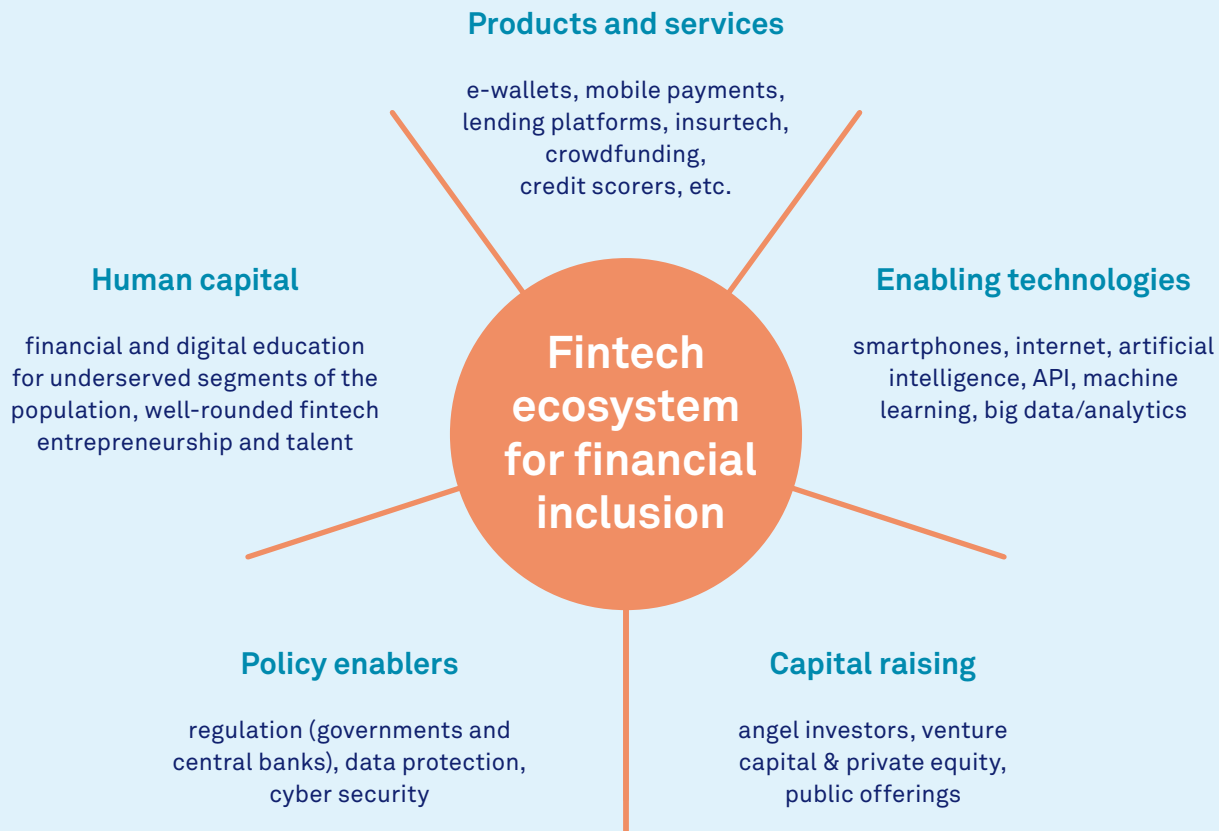 Products and services
e-wallets, mobile payments,
lending platforms, insurtech,
crowdfunding,
credit scorers, etc.
Human capital
financial and digital education
for underserved segments of the
population, well-rounded fintech
entrepreneurship and talent
Fintech
ecosystem
for financial
inclusion
Enabling technologies
smartphones, internet, artificial
intelligence, API, machine
learning, big data/analytics
Policy enablers
regulation (governments and
central banks), data protection,
cyber security
Capital raising
angel investors, venture
capital & private equity,
public offerings